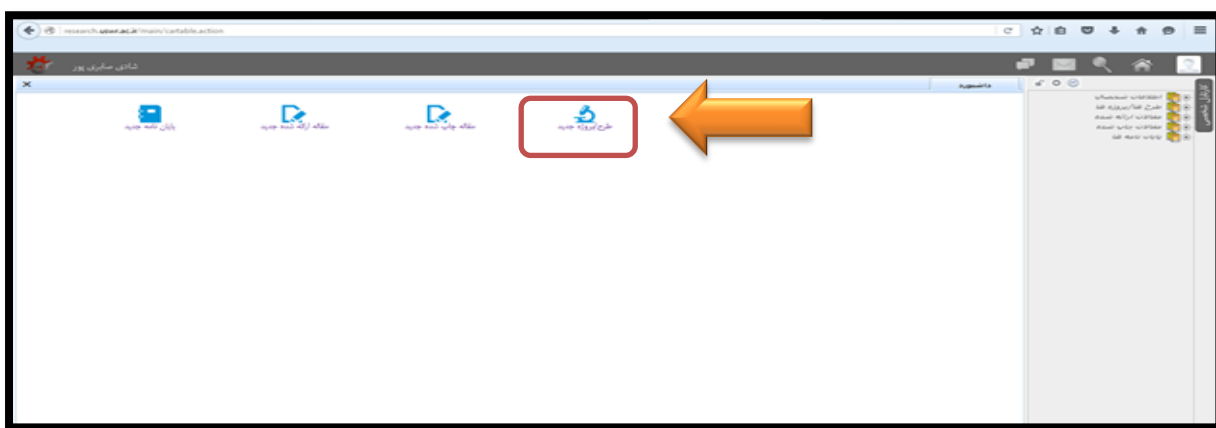 research.uswr.ac.ir/main/cartable.action
شادی صابری پور
داشبورد
طرح/پروژه جدید
مقاله چاپ شده جدید
مقاله ارائه شده جدید
پایان نامه جدید
کارتابل شخصی
اطلاعات شخصی
طرح ها/پروژه ها
مقالات ارائه شده
مقالات چاپ شده
پایان نامه ها